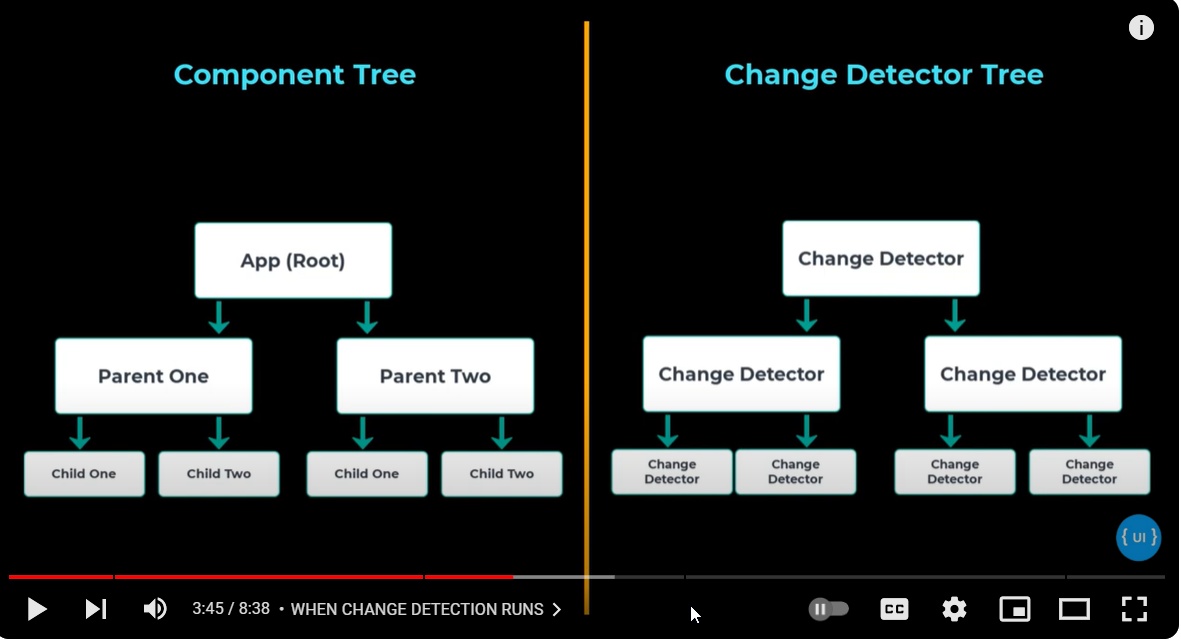 Component Tree
Change Detector Tree
App (Root)
Change Detector
Parent One
Parent Two
Change Detector
Change Detector
Child One
Child Two
Child One
Child Two
Change
Detector
Change
Detector
Change
Detector
Change
Detector
{ UI }
3:45 / 8:38 • WHEN CHANGE DETECTION RUNS
CC